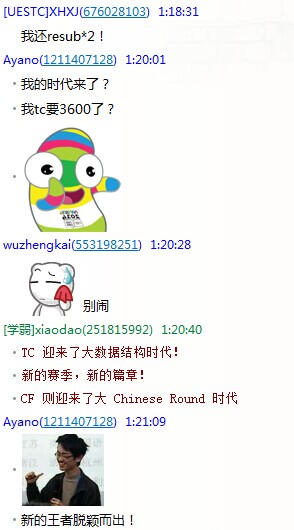 [UESTC]XHXJ(676028103) 1:18:31
我还resub*2！
Ayano(1211407128) 1:20:01
我的时代来了？
我tc要3600了？
wuzhengkai(553198251) 1:20:28
别闹
[学弱]xiaodao(251815992) 1:20:40
TC 迎来了大数据结构时代！
新的赛季，新的篇章！
CF 则迎来了大 Chinese Round 时代
Ayano(1211407128) 1:21:09
新的王者脱颖而出！